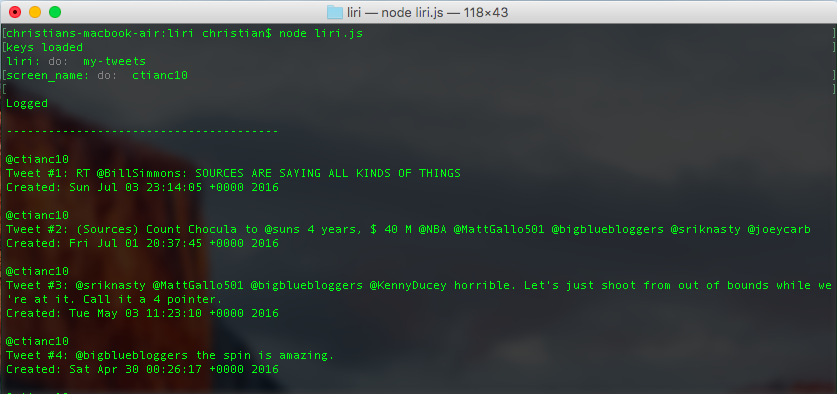 liri — node liri.js — 118×43
[christians-macbook-air:liri christian$ node liri.js ]
[keys loaded ]
liri: do: my-tweets
[screen_name: do: ctianc10 ]
[ ]
Logged
---------------------------------------
@ctianc10
Tweet #1: RT @BillSimmons: SOURCES ARE SAYING ALL KINDS OF THINGS
Created: Sun Jul 03 23:14:05 +0000 2016
@ctianc10
Tweet #2: (Sources) Count Chocula to @suns 4 years, $ 40 M @NBA @MattGallo501 @bigbluebloggers @sriknasty @joeycarb
Created: Fri Jul 01 20:37:45 +0000 2016
@ctianc10
Tweet #3: @sriknasty @MattGallo501 @bigbluebloggers @KennyDucey horrible. Let's just shoot from out of bounds while we
're at it. Call it a 4 pointer.
Created: Tue May 03 11:23:10 +0000 2016
@ctianc10
Tweet #4: @bigbluebloggers the spin is amazing.
Created: Sat Apr 30 00:26:17 +0000 2016